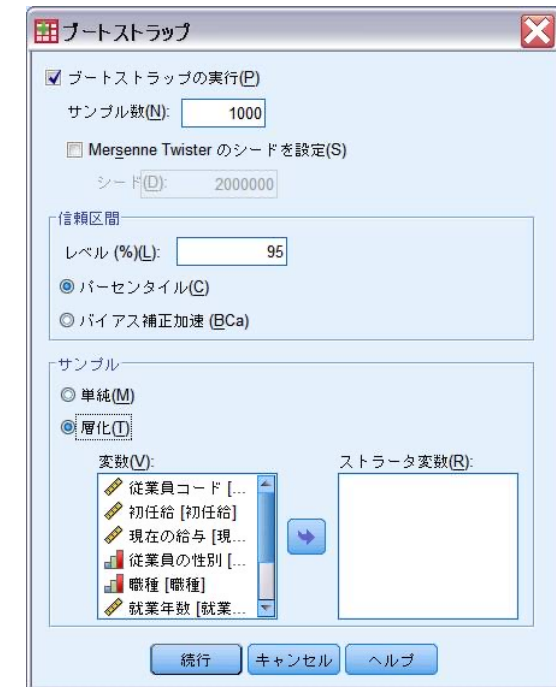 ブートストラップ
ブートストラップの実行(P)
サンプル数(N): 1000
Mersenne Twister のシードを設定(S)
シード(D): 2000000
信頼区間
レベル (%)(L): 95
パーセンタイル(C)
バイアス補正加速 (BCa)
サンプル
単純(M)
層化(T)
変数(V): ストラータ変数(R):
従業員コード [...
初任給 [初任給]
現在の給与 [現...
従業員の性別 [...
職種 [職種]
就業年数 [就業...
続行 キャンセル ヘルプ